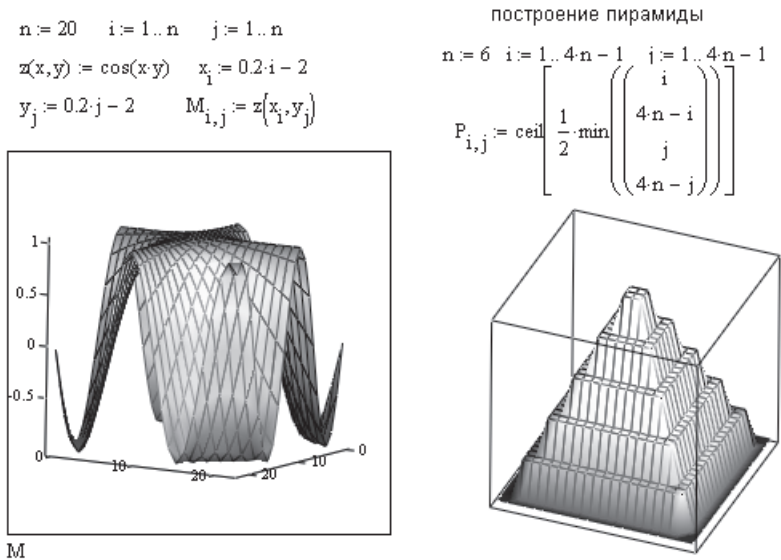 n := 20 i := 1 .. n j := 1 .. n
z(x,y) := cos(x·y) x_i := 0.2·i − 2
y_j := 0.2·j − 2 M_{i,j} := z(x_i, y_j)
1
0.5
0
-0.5
0
10
20
20
10
0
M
построение пирамиды
n := 6 i := 1 .. 4·n − 1 j := 1 .. 4·n − 1
P_{i,j} := ceil[ 1/2 · min( ( i
4·n − i
j
4·n − j ) ) ]